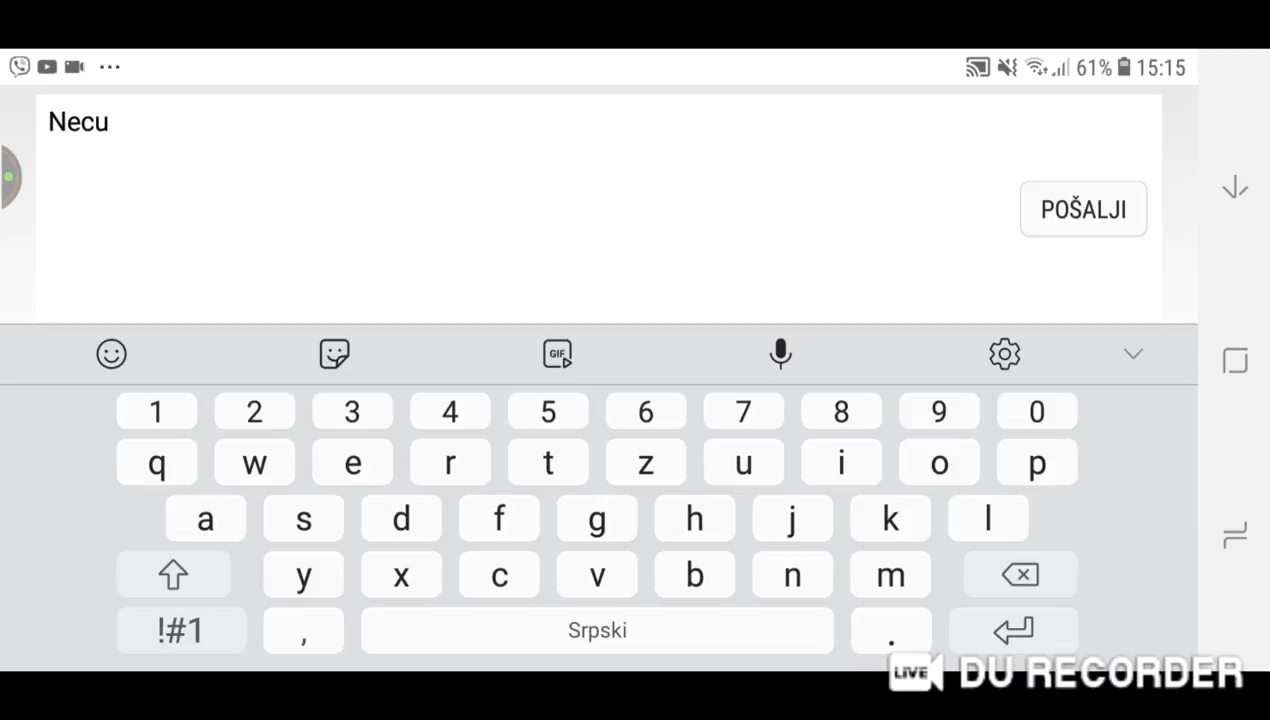 61% 15:15
Necu
POŠALJI
GIF
1 2 3 4 5 6 7 8 9 0
q w e r t z u i o p
a s d f g h j k l
y x c v b n m
!#1 , Srpski .
LIVE DU RECORDER